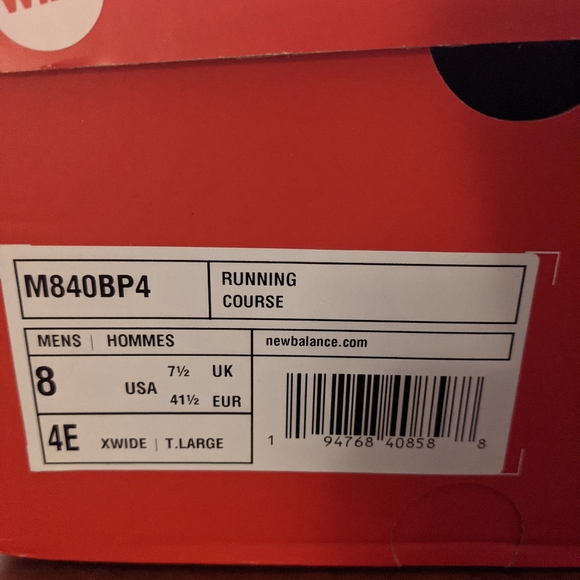 M840BP4
RUNNING
COURSE
MENS | HOMMES
newbalance.com
8 USA 7½ UK
41½ EUR
4E XWIDE | T.LARGE
1 94768 40858 8